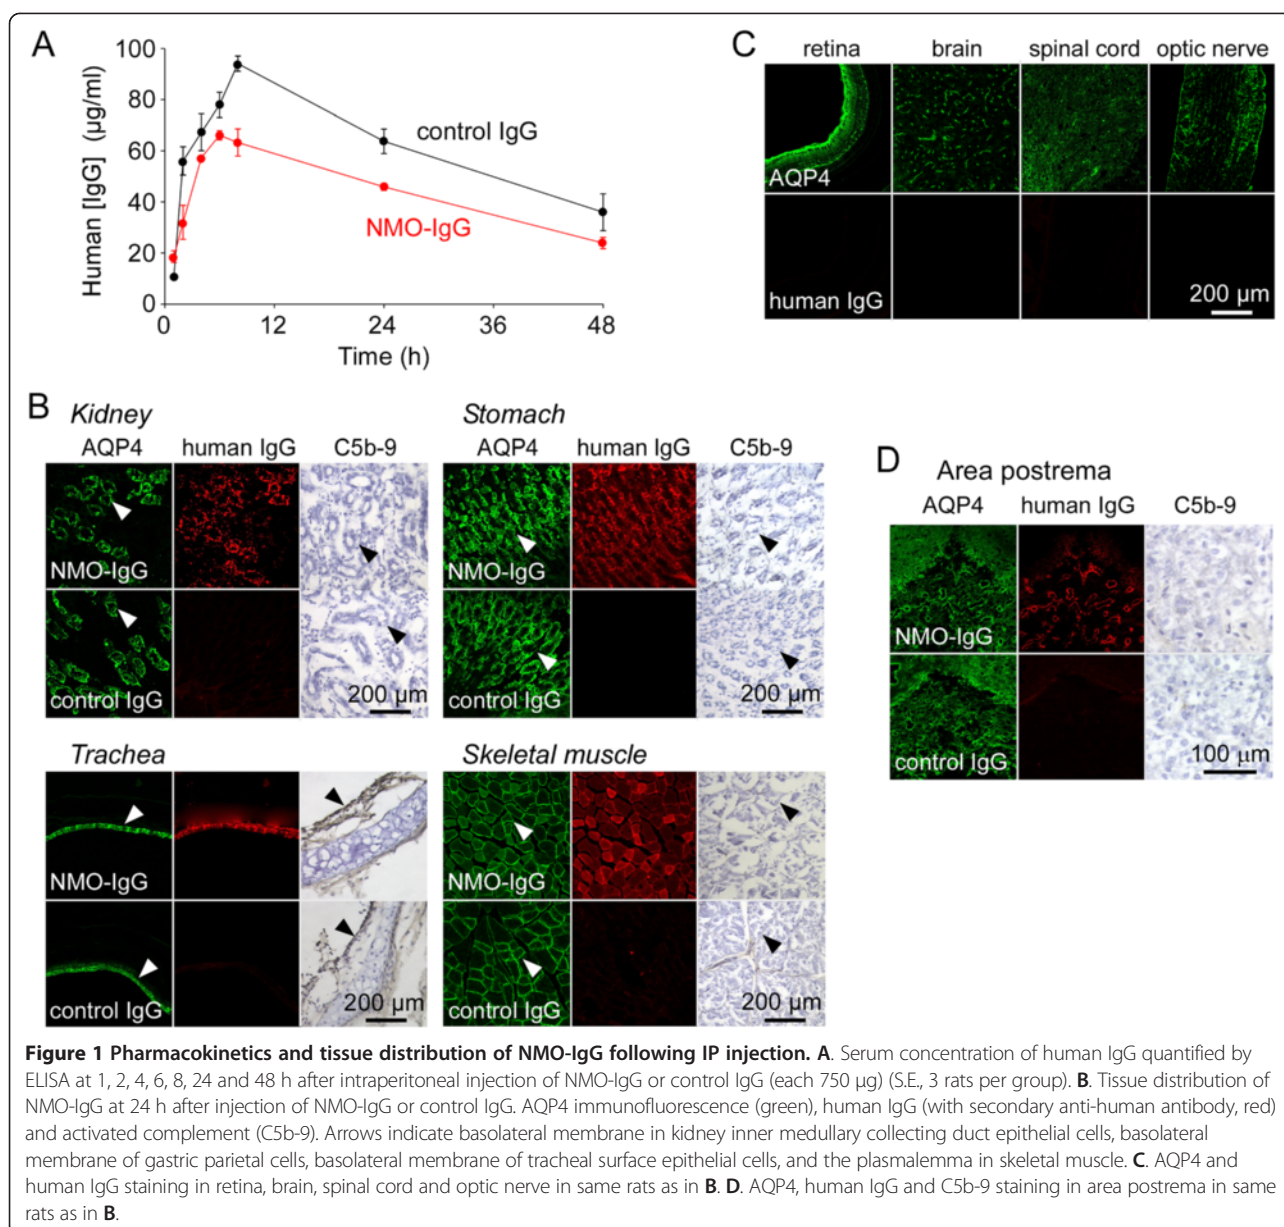 A
100
80
60
40
20
0
Human [IgG] (µg/ml)
control IgG
NMO-IgG
0 12 24 36 48
Time (h)
C
retina brain spinal cord optic nerve
AQP4
human IgG
200 µm
B
Kidney
AQP4 human IgG C5b-9
NMO-IgG
control IgG
200 µm
Stomach
AQP4 human IgG C5b-9
NMO-IgG
control IgG
200 µm
Trachea
NMO-IgG
control IgG
200 µm
Skeletal muscle
NMO-IgG
control IgG
200 µm
D
Area postrema
AQP4 human IgG C5b-9
NMO-IgG
control IgG
100 µm
Figure 1 Pharmacokinetics and tissue distribution of NMO-IgG following IP injection. A. Serum concentration of human IgG quantified by
ELISA at 1, 2, 4, 6, 8, 24 and 48 h after intraperitoneal injection of NMO-IgG or control IgG (each 750 µg) (S.E., 3 rats per group). B. Tissue distribution of
NMO-IgG at 24 h after injection of NMO-IgG or control IgG. AQP4 immunofluorescence (green), human IgG (with secondary anti-human antibody, red)
and activated complement (C5b-9). Arrows indicate basolateral membrane in kidney inner medullary collecting duct epithelial cells, basolateral
membrane of gastric parietal cells, basolateral membrane of tracheal surface epithelial cells, and the plasmalemma in skeletal muscle. C. AQP4 and
human IgG staining in retina, brain, spinal cord and optic nerve in same rats as in B. D. AQP4, human IgG and C5b-9 staining in area postrema in same
rats as in B.